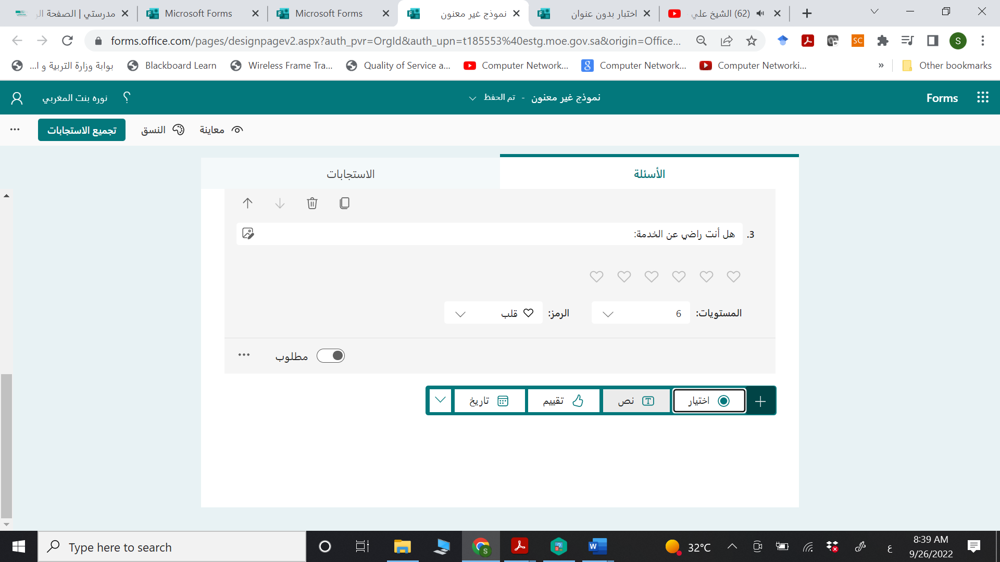 مدرستي | الصفحة الر
Microsoft Forms
Microsoft Forms
نموذج غير معنون
اختبار بدون عنوان
(62) الشيخ علي
forms.office.com/pages/designpagev2.aspx?auth_pvr=OrgId&auth_upn=t185553%40estg.moe.gov.sa&origin=Office...
SC
S
بوابة وزارة التربية و ا...
Blackboard Learn
Wireless Frame Tra...
Quality of Service a...
Computer Network...
Computer Network...
Computer Networki...
»
Other bookmarks
Forms
نموذج غير معنون - تم الحفظ
؟
نوره بنت المغربي
معاينة
النسق
تجميع الاستجابات
الأسئلة
الاستجابات
3. هل أنت راضي عن الخدمة:
المستويات: 6
الرمز: قلب
مطلوب
اختيار
نص
تقييم
تاريخ
Type here to search
32°C
ع
8:39 AM
9/26/2022